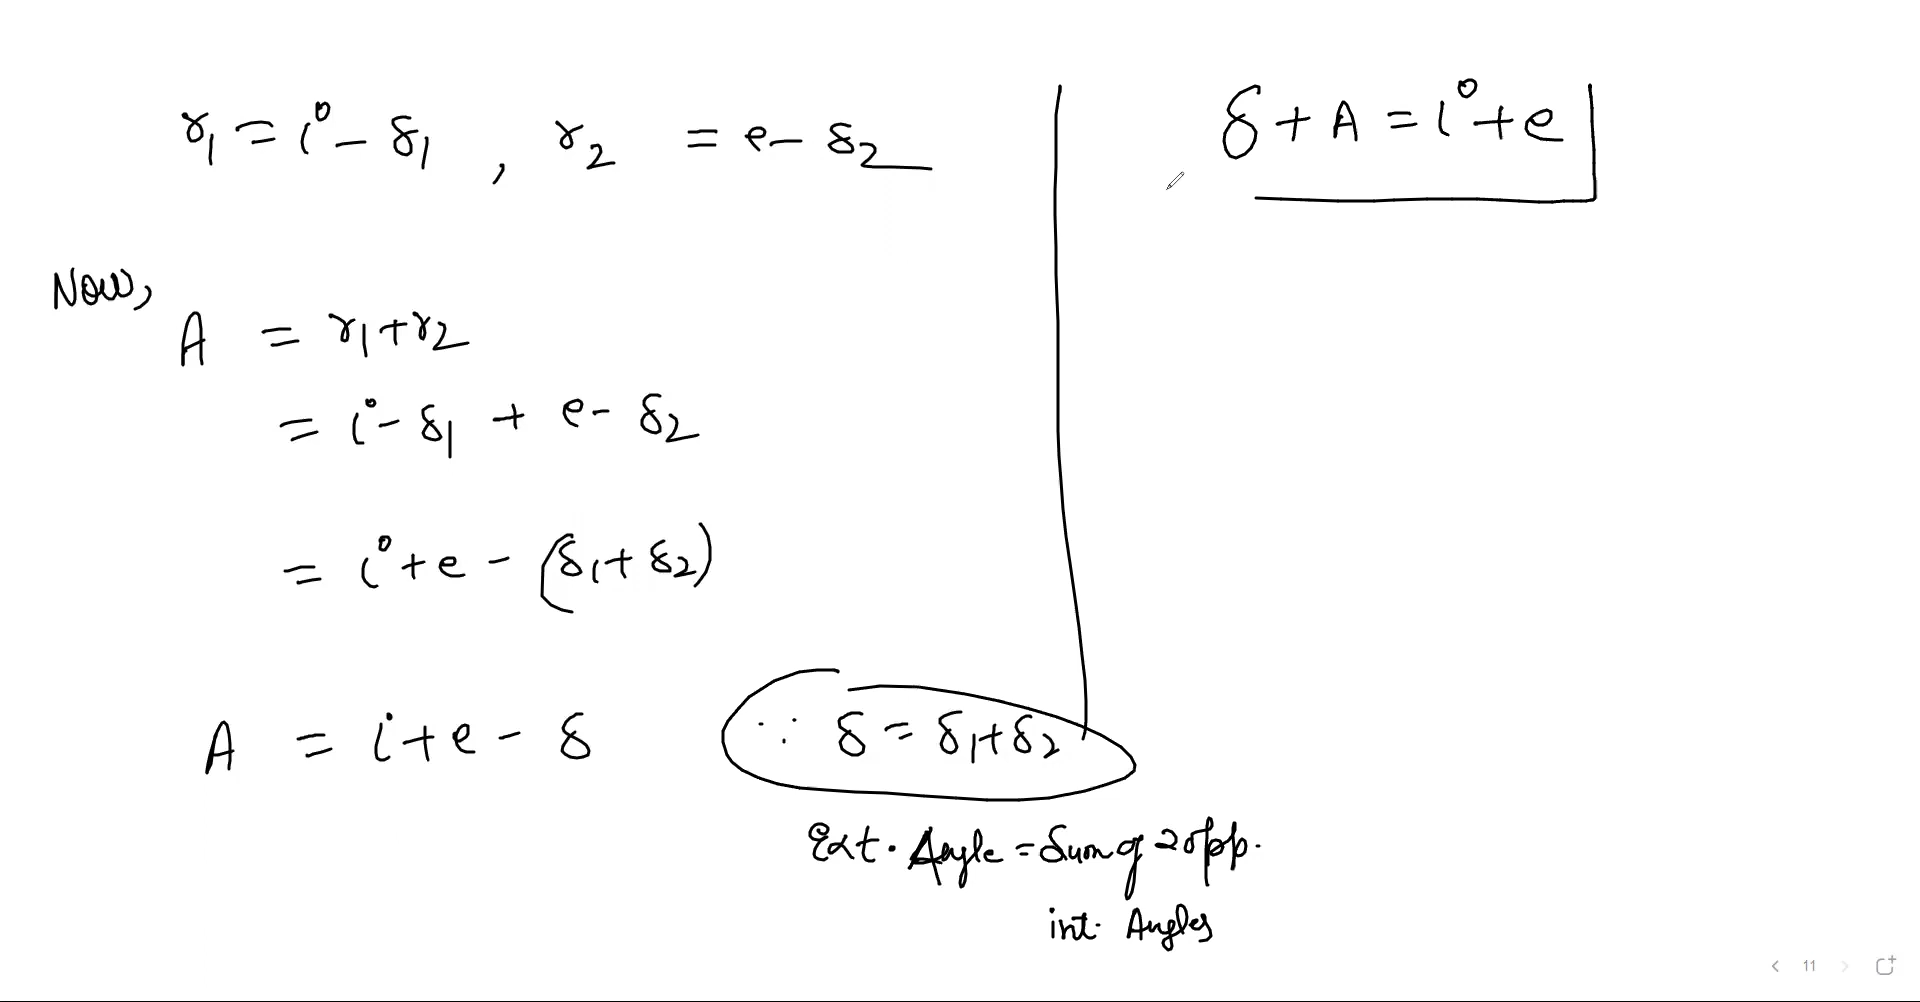 r₁ = i - δ₁ , r₂ = e - δ₂
Now,
A = r₁ + r₂
= i - δ₁ + e - δ₂
= i + e - (δ₁ + δ₂)
A = i + e - δ ∵ δ = δ₁ + δ₂
Ext. Angle = Sum of 2 opp.
int. Angles
δ + A = i + e
11